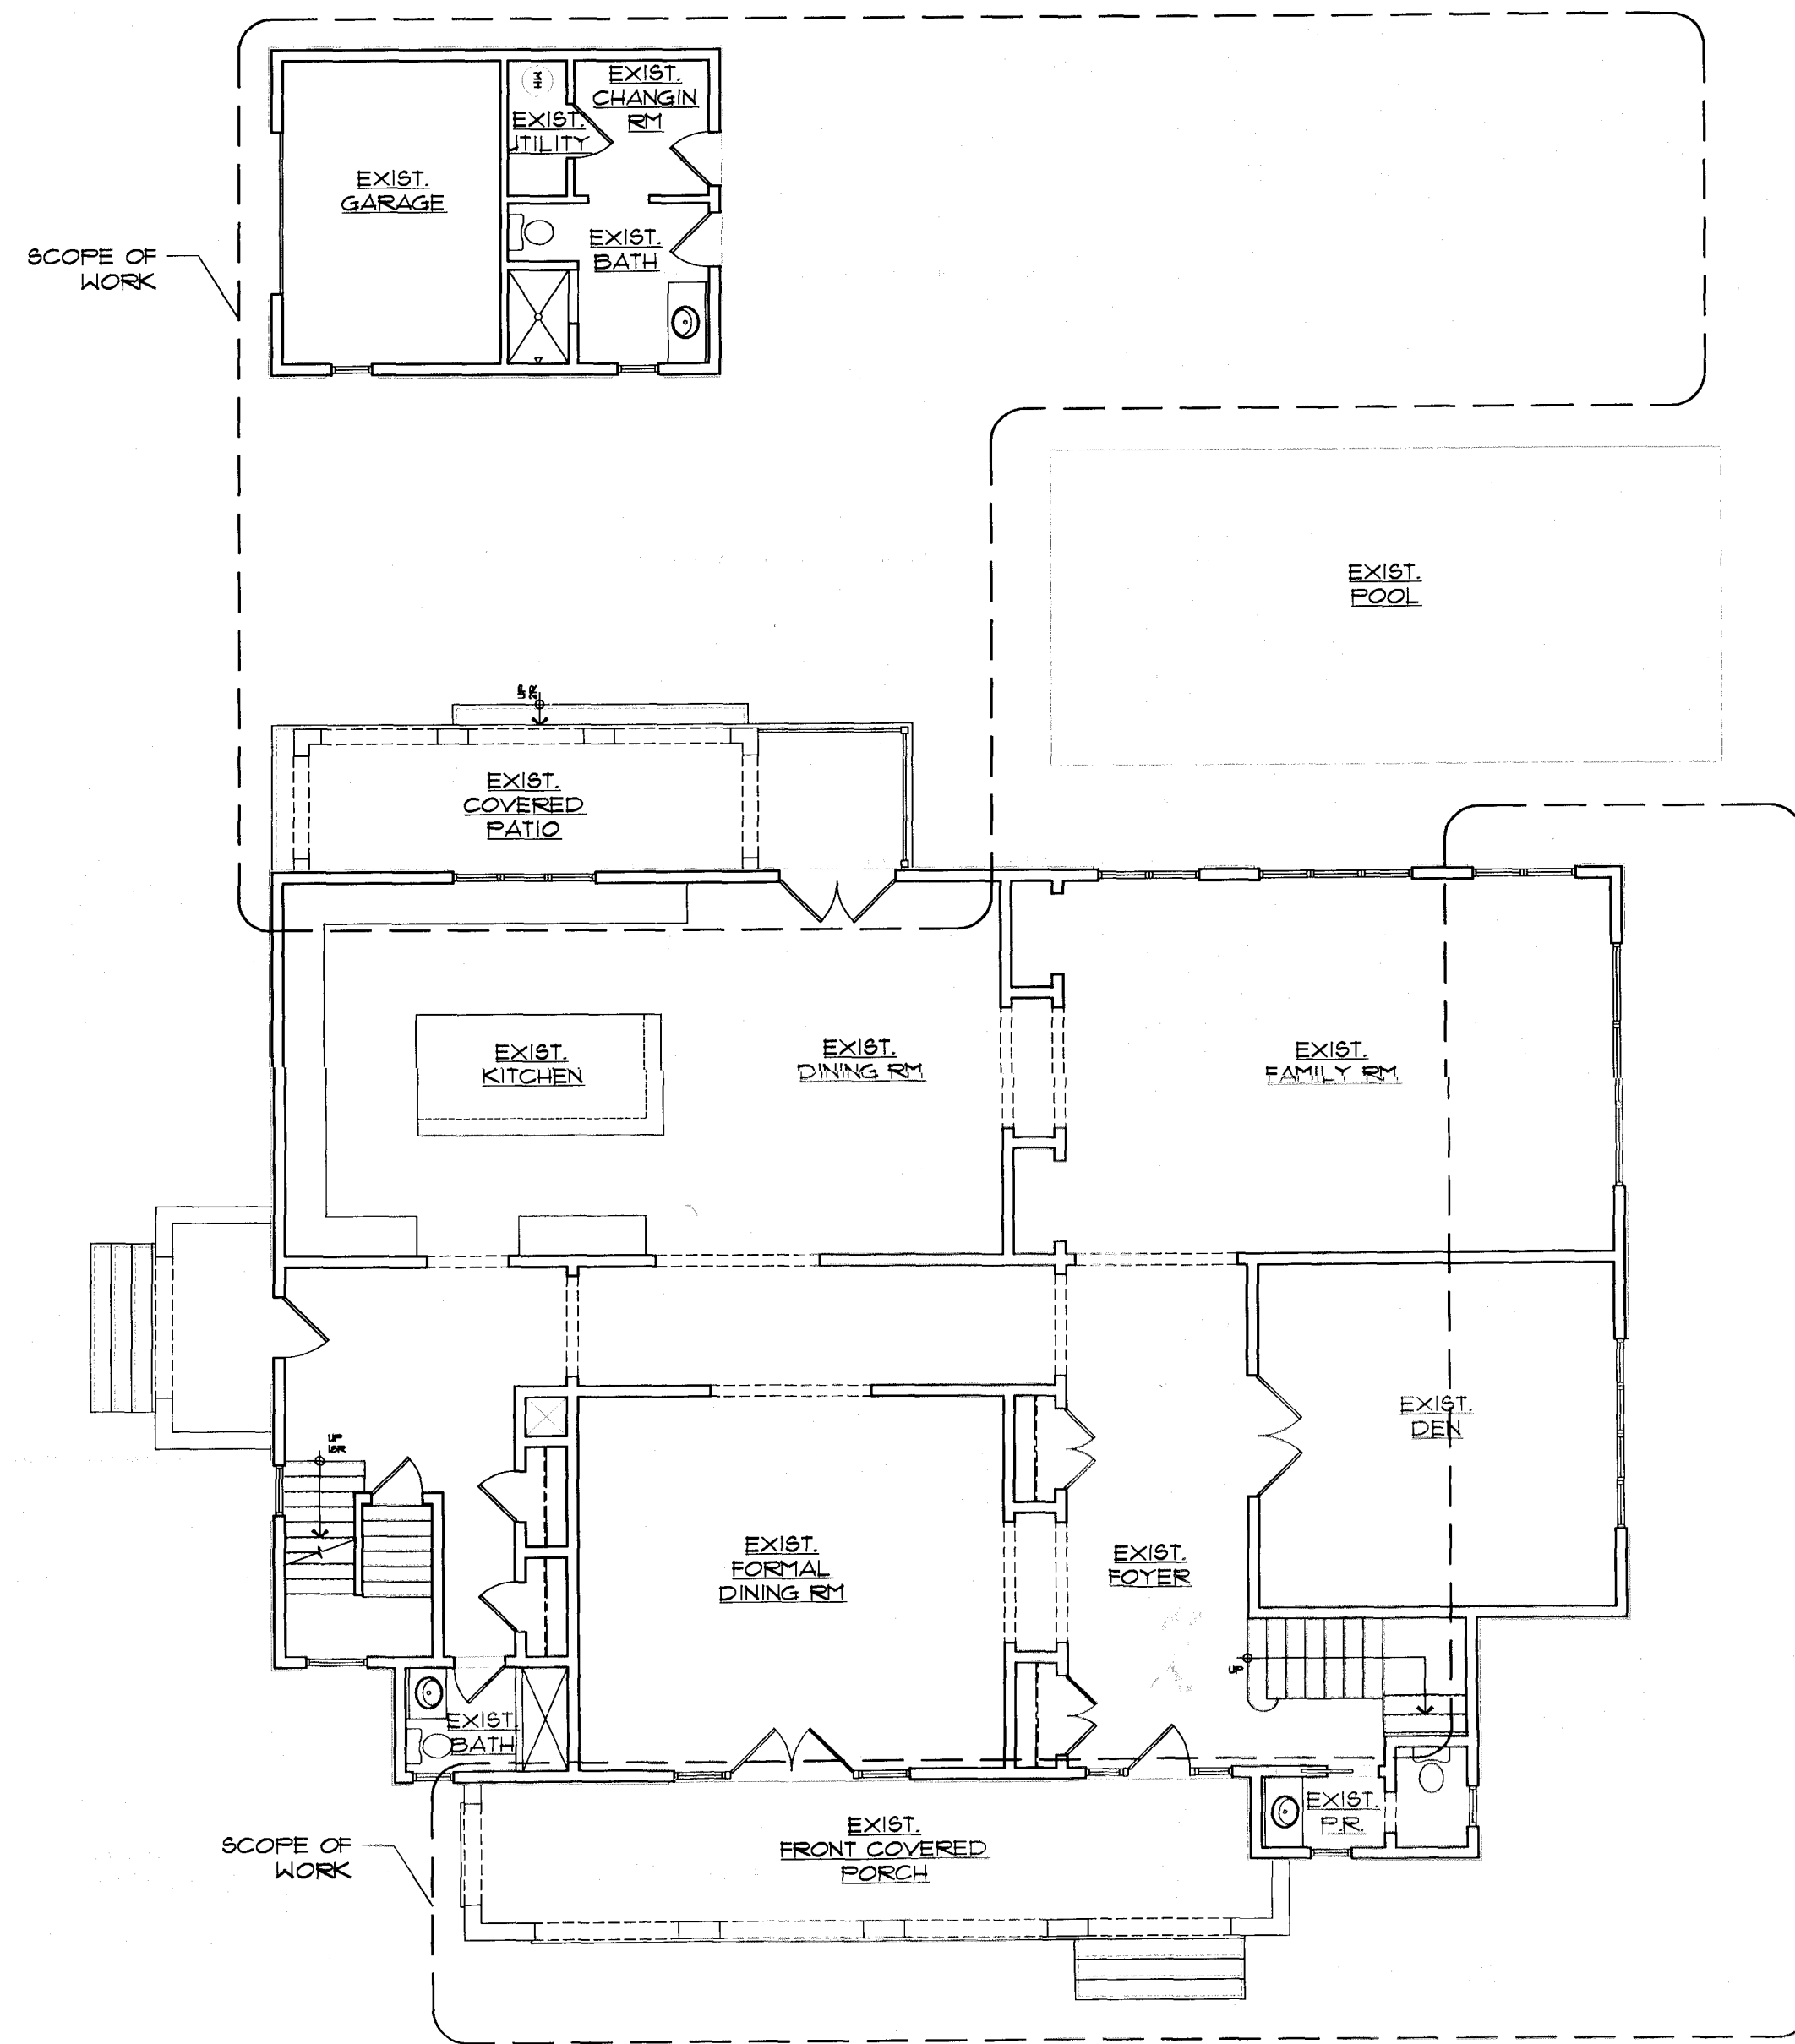 EXIST.
CHANGIN
RM
EXIST.
UTILITY
EXIST.
GARAGE
EXIST.
BATH
SCOPE OF
WORK
EXIST.
POOL
EXIST.
COVERED
PATIO
EXIST.
KITCHEN
EXIST.
DINING RM
EXIST.
FAMILY RM
EXIST.
DEN
UP
18R
EXIST.
FORMAL
DINING RM
EXIST.
FOYER
UP
EXIST.
BATH
EXIST.
P.R.
EXIST.
FRONT COVERED
PORCH
SCOPE OF
WORK